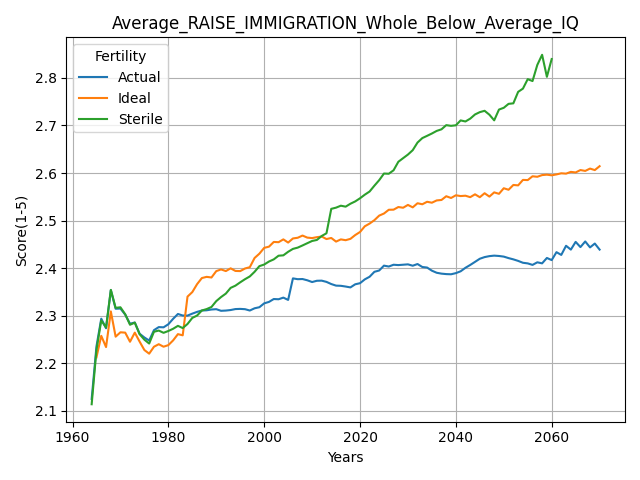 Average_RAISE_IMMIGRATION_Whole_Below_Average_IQ
Fertility
Actual
Ideal
Sterile
Score(1-5)
2.8
2.7
2.6
2.5
2.4
2.3
2.2
2.1
1960 1980 2000 2020 2040 2060
Years